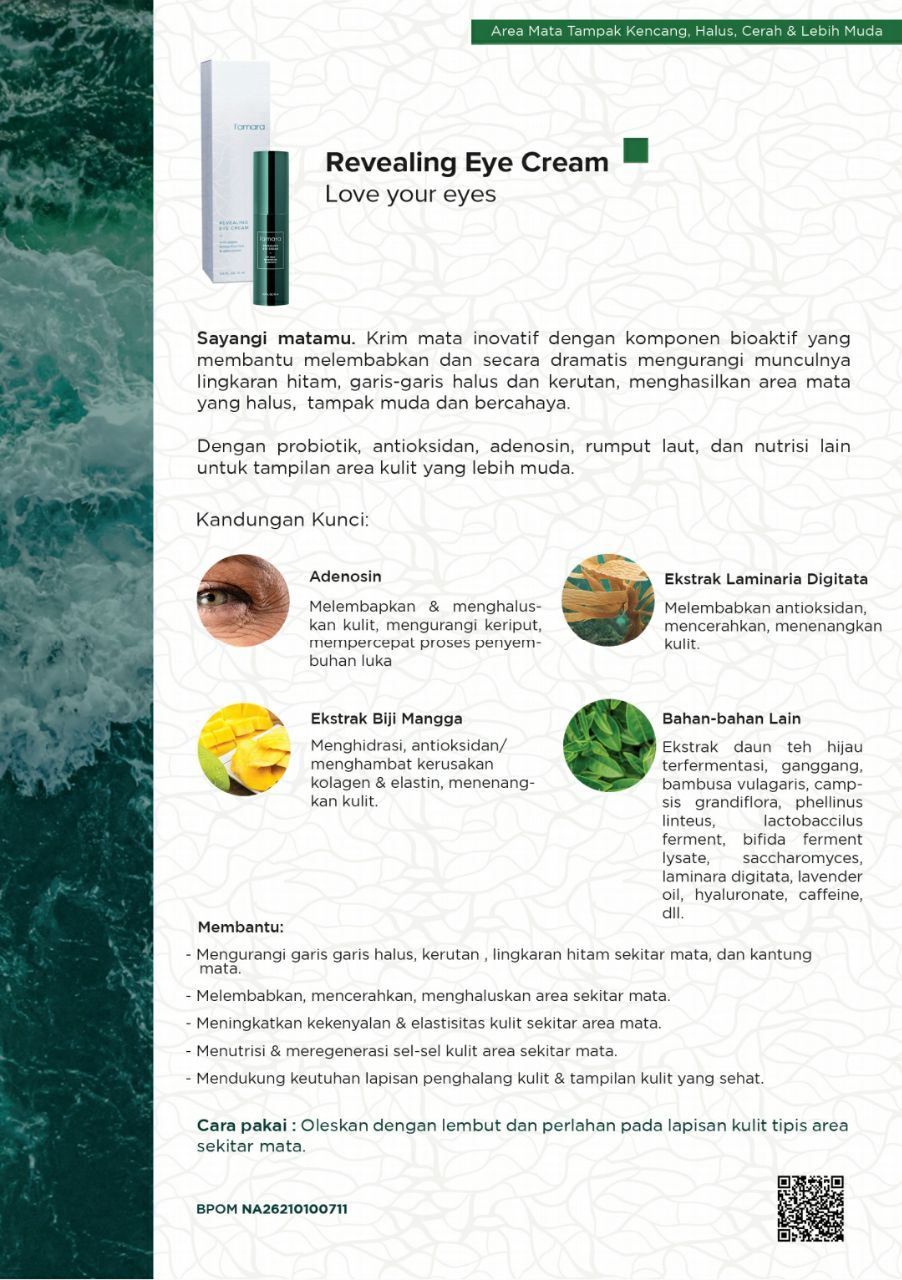 Area Mata Tampak Kencang, Halus, Cerah & Lebih Muda
l'amara
REVEALING
EYE CREAM
l'amara
REVEALING
EYE CREAM
Revealing Eye Cream
Love your eyes
Sayangi matamu. Krim mata inovatif dengan komponen bioaktif yang
membantu melembabkan dan secara dramatis mengurangi munculnya
lingkaran hitam, garis-garis halus dan kerutan, menghasilkan area mata
yang halus, tampak muda dan bercahaya.
Dengan probiotik, antioksidan, adenosin, rumput laut, dan nutrisi lain
untuk tampilan area kulit yang lebih muda.
Kandungan Kunci:
Adenosin
Melembapkan & menghalus-
kan kulit, mengurangi keriput,
mempercepat proses penyem-
buhan luka
Ekstrak Laminaria Digitata
Melembabkan antioksidan,
mencerahkan, menenangkan
kulit.
Ekstrak Biji Mangga
Menghidrasi, antioksidan/
menghambat kerusakan
kolagen & elastin, menenang-
kan kulit.
Bahan-bahan Lain
Ekstrak daun teh hijau
terfermentasi, ganggang,
bambusa vulagaris, camp-
sis grandiflora, phellinus
linteus, lactobaccilus
ferment, bifida ferment
lysate, saccharomyces,
laminara digitata, lavender
oil, hyaluronate, caffeine,
dll.
Membantu:
- Mengurangi garis garis halus, kerutan , lingkaran hitam sekitar mata, dan kantung
mata.
- Melembabkan, mencerahkan, menghaluskan area sekitar mata.
- Meningkatkan kekenyalan & elastisitas kulit sekitar area mata.
- Menutrisi & meregenerasi sel-sel kulit area sekitar mata.
- Mendukung keutuhan lapisan penghalang kulit & tampilan kulit yang sehat.
Cara pakai : Oleskan dengan lembut dan perlahan pada lapisan kulit tipis area
sekitar mata.
BPOM NA26210100711